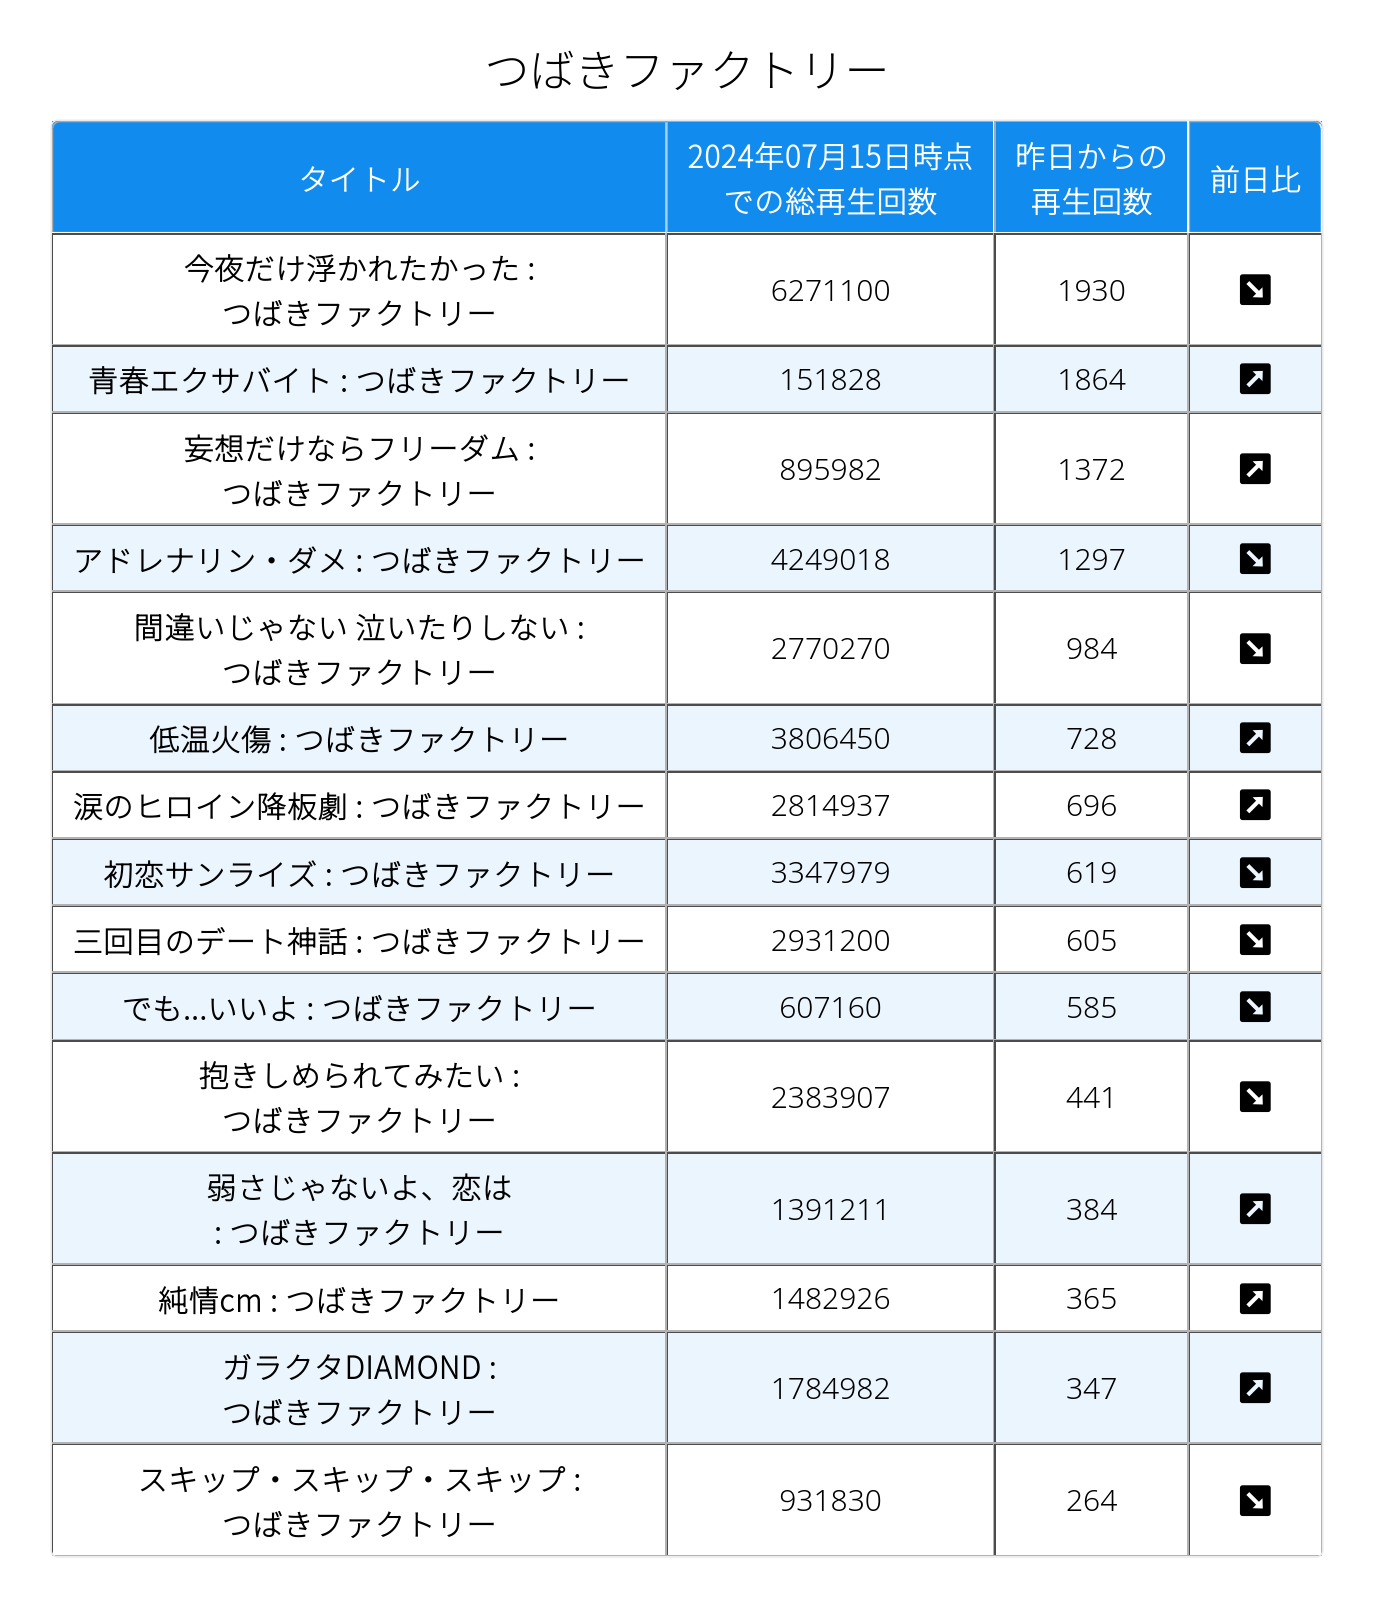 つばきファクトリー
タイトル
2024年07月15日時点
での総再生回数
昨日からの
再生回数
前日比
今夜だけ浮かれたかった :
つばきファクトリー
6271100
1930
↘
青春エクサバイト : つばきファクトリー
151828
1864
↗
妄想だけならフリーダム :
つばきファクトリー
895982
1372
↗
アドレナリン・ダメ : つばきファクトリー
4249018
1297
↘
間違いじゃない 泣いたりしない :
つばきファクトリー
2770270
984
↘
低温火傷 : つばきファクトリー
3806450
728
↗
涙のヒロイン降板劇 : つばきファクトリー
2814937
696
↗
初恋サンライズ : つばきファクトリー
3347979
619
↘
三回目のデート神話 : つばきファクトリー
2931200
605
↘
でも...いいよ : つばきファクトリー
607160
585
↘
抱きしめられてみたい :
つばきファクトリー
2383907
441
↘
弱さじゃないよ、恋は
: つばきファクトリー
1391211
384
↗
純情cm : つばきファクトリー
1482926
365
↗
ガラクタDIAMOND :
つばきファクトリー
1784982
347
↗
スキップ・スキップ・スキップ :
つばきファクトリー
931830
264
↘